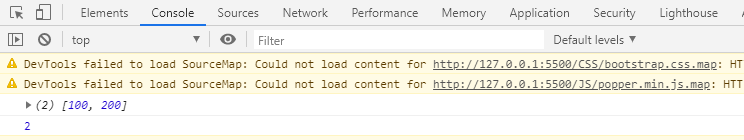 Elements Console Sources Network Performance Memory Application Security Lighthouse
top Filter Default levels
DevTools failed to load SourceMap: Could not load content for http://127.0.0.1:5500/CSS/bootstrap.css.map: HT
DevTools failed to load SourceMap: Could not load content for http://127.0.0.1:5500/JS/popper.min.js.map: HTT
(2) [100, 200]
2